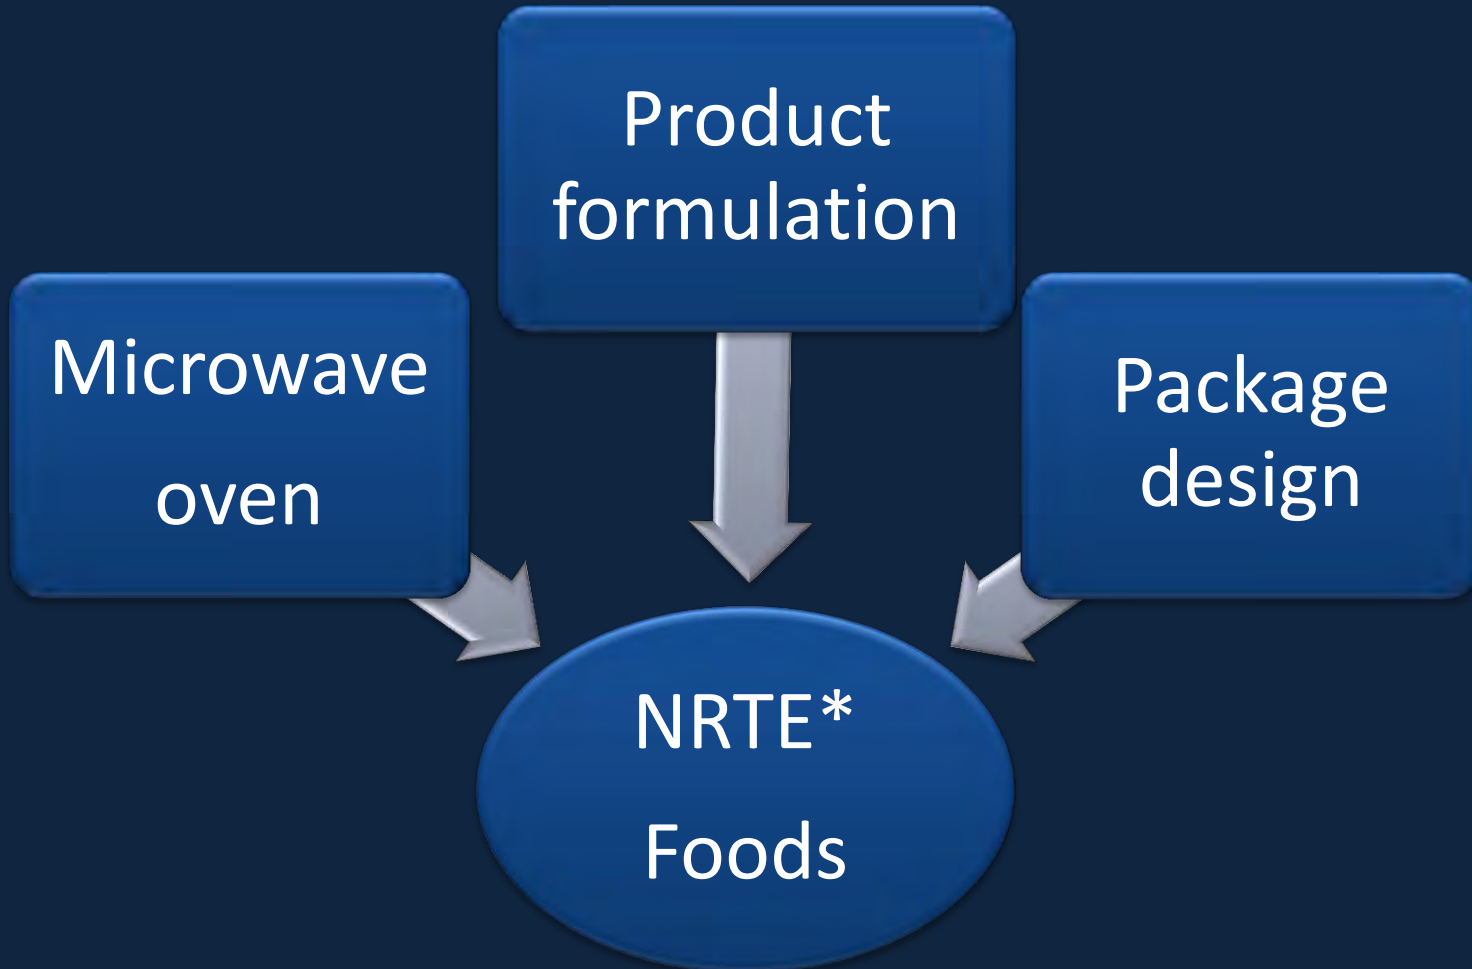 Product
formulation
Microwave
oven
Package
design
NRTE*
Foods